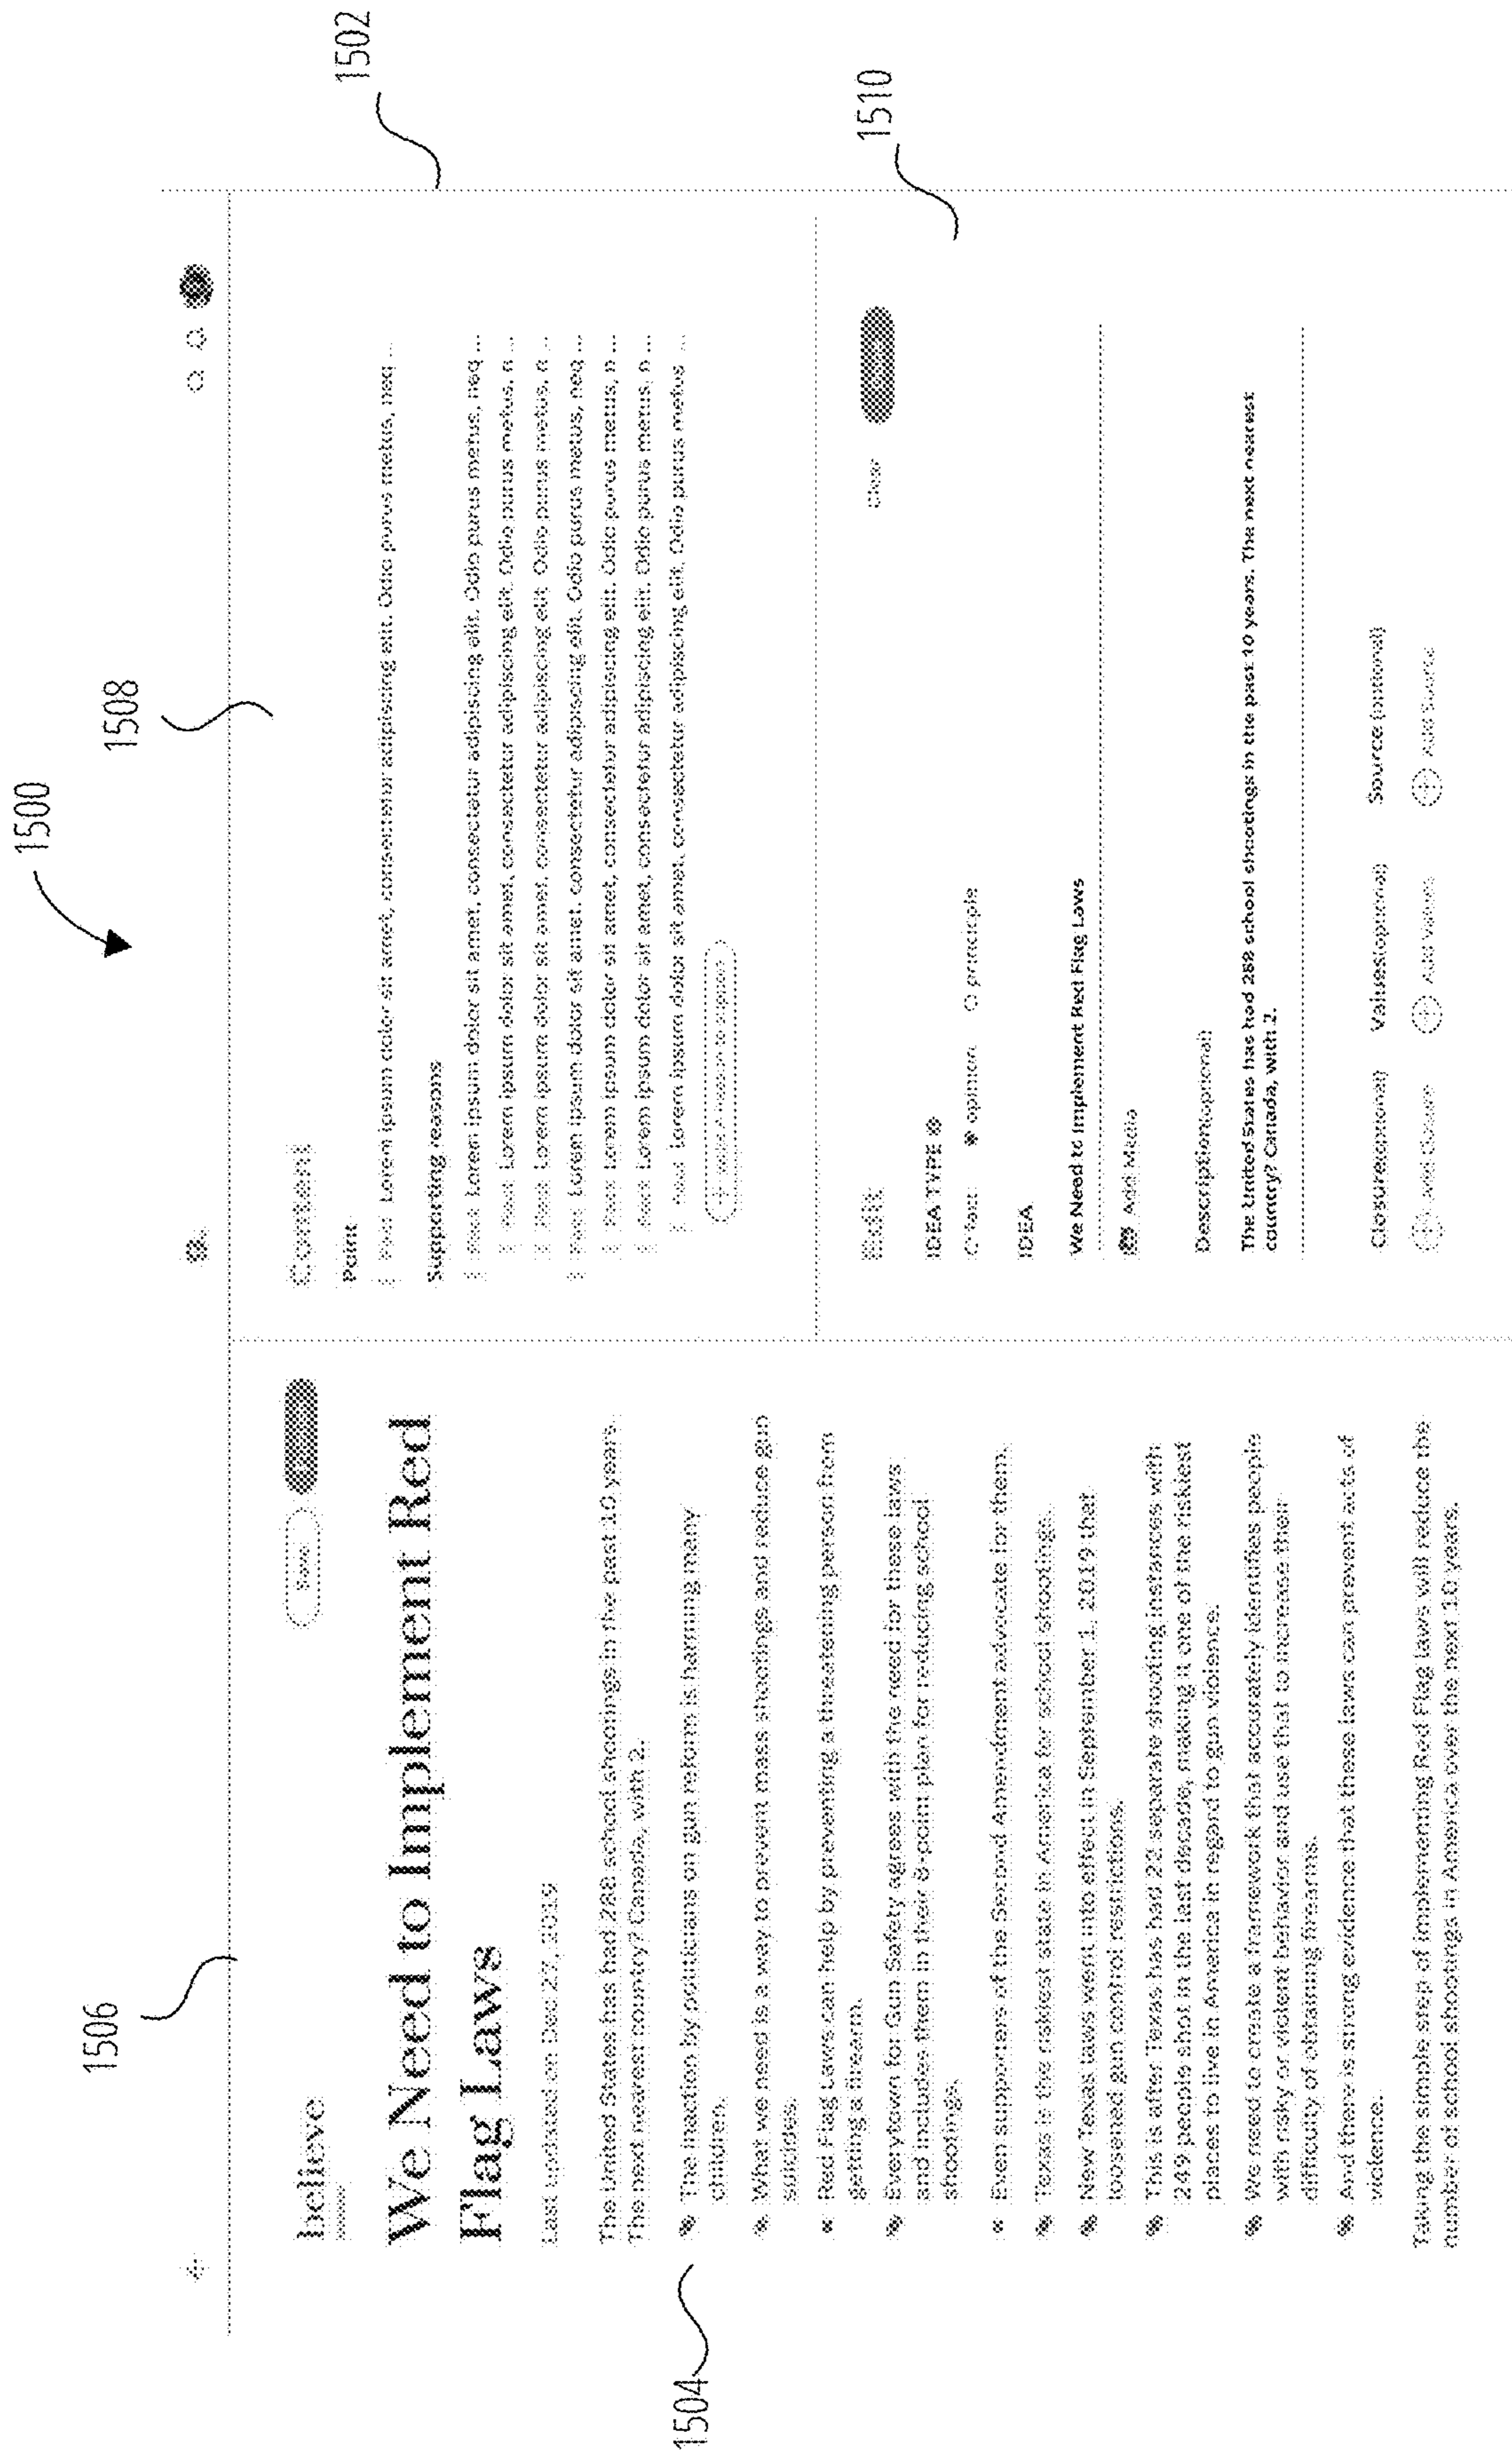 1500
1506
1508
1502
1504
1510
believe
Save
We Need to Implement Red
Flag Laws
Last updated on Dec 27, 2019
The United States has had 288 school shootings in the past 10 years.
The next nearest country? Canada, with 2.
The inaction by politicians on gun reform is harming many
children.
What we need is a way to prevent mass shootings and reduce gun
suicides.
Red Flag Laws can help by preventing a threatening person from
getting a firearm.
Everytown for Gun Safety agrees with the need for these laws
and includes them in their 8-point plan for reducing school
shootings.
Even supporters of the Second Amendment advocate for them.
Texas is the riskiest state in America for school shootings.
New Texas laws went into effect in September 1, 2019 that
loosened gun control restrictions.
This is after Texas has had 22 separate shooting instances with
249 people shot in the last decade, making it one of the riskiest
places to live in America in regard to gun violence.
We need to create a framework that accurately identifies people
with risky or violent behavior and use that to increase their
difficulty of obtaining firearms.
And there is strong evidence that these laws can prevent acts of
violence.
Taking the simple step of implementing Red Flag laws will reduce the
number of school shootings in America over the next 10 years.
Content
Point
Lorem ipsum dolor sit amet, consectetur adipiscing elit. Odio purus metus, neq ...
Supporting reasons
Lorem ipsum dolor sit amet, consectetur adipiscing elit. Odio purus metus, neq ...
Lorem ipsum dolor sit amet, consectetur adipiscing elit. Odio purus metus, n ...
Lorem ipsum dolor sit amet, consectetur adipiscing elit. Odio purus metus, n ...
Lorem ipsum dolor sit amet, consectetur adipiscing elit. Odio purus metus, neq ...
Lorem ipsum dolor sit amet, consectetur adipiscing elit. Odio purus metus, n ...
Lorem ipsum dolor sit amet, consectetur adipiscing elit. Odio purus metus, n ...
Lorem ipsum dolor sit amet, consectetur adipiscing elit. Odio purus metus ...
Edit
Clear
IDEA TYPE
fact opinion principle
IDEA
We Need to Implement Red Flag Laws
Add Media
Description(optional)
The United States has had 288 school shootings in the past 10 years. The next nearest
country? Canada, with 2.
Closure(optional) Values(optional) Source (optional)
Add Closure Add Values Add Source